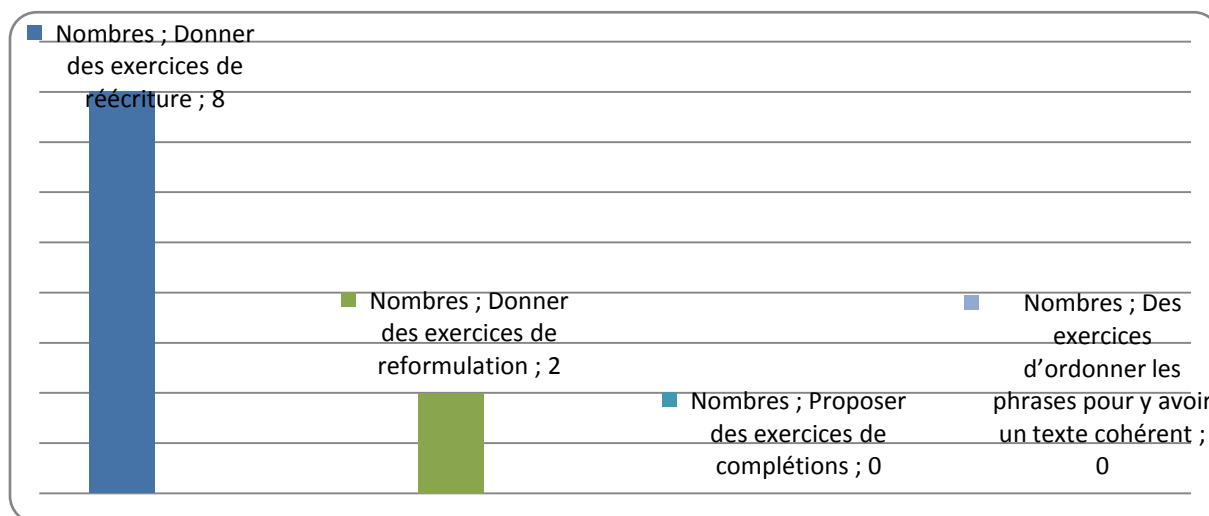 Nombres ; Donner
des exercices de
réécriture ; 8
Nombres ; Donner
des exercices de
reformulation ; 2
Nombres ; Proposer
des exercices de
complétions ; 0
Nombres ; Des
exercices
d’ordonner les
phrases pour y avoir
un texte cohérent ;
0